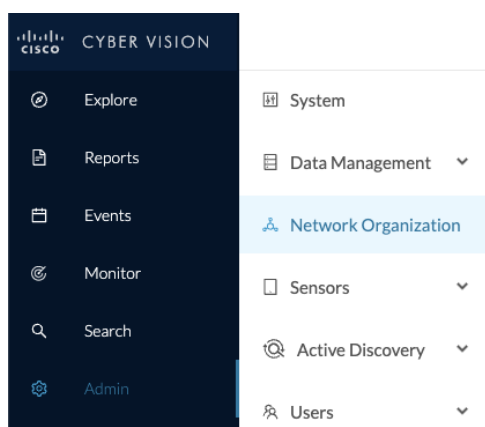 cisco CYBER VISION
Explore
Reports
Events
Monitor
Search
Admin
System
Data Management
Network Organization
Sensors
Active Discovery
Users